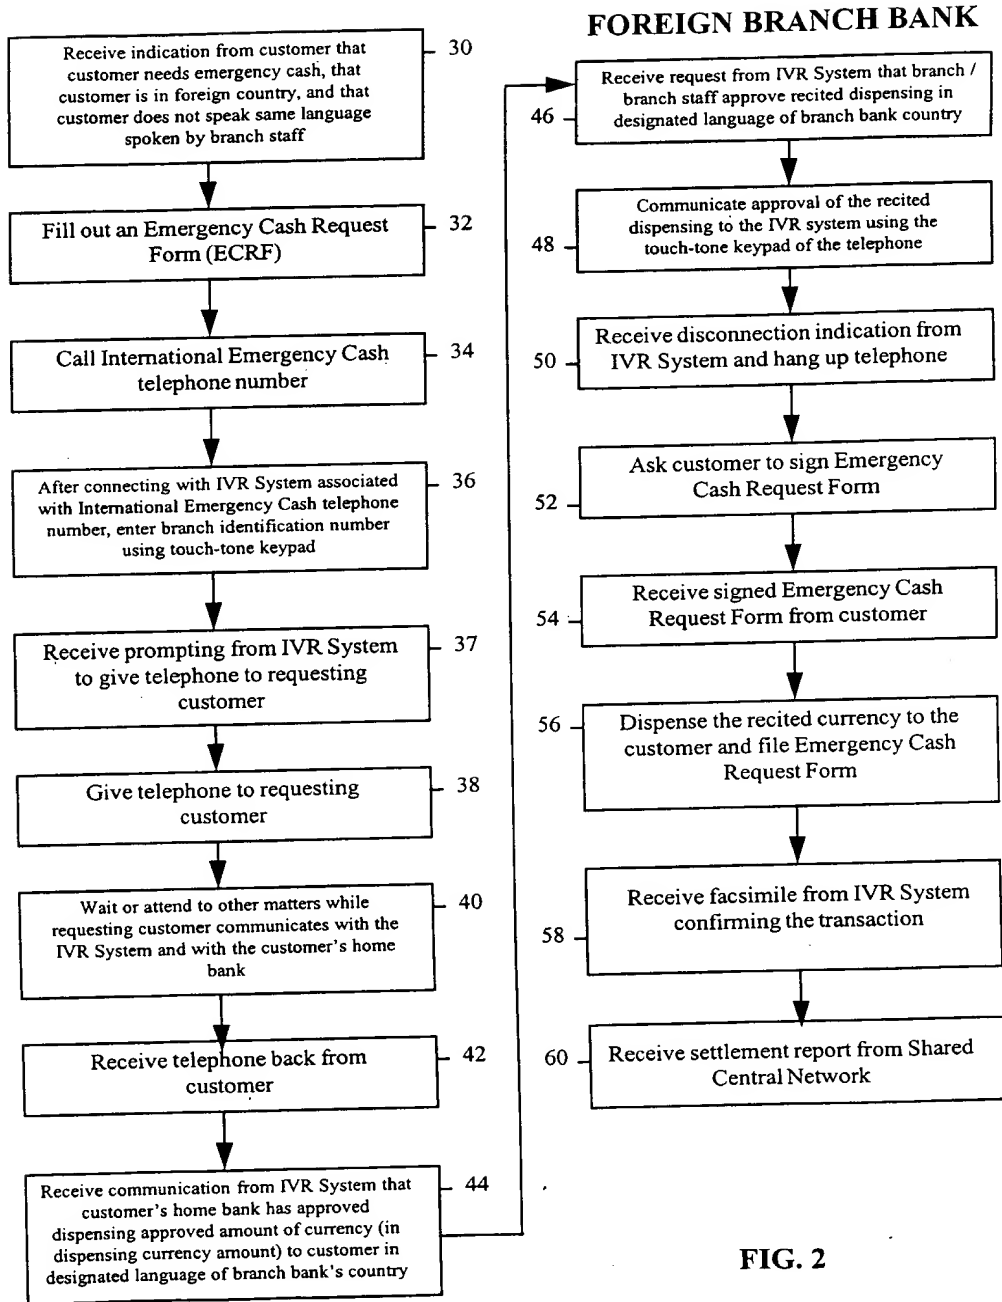 FOREIGN BRANCH BANK
Receive indication from customer that
customer needs emergency cash, that
customer is in foreign country, and that
customer does not speak same language
spoken by branch staff
30
Fill out an Emergency Cash Request
Form (ECRF)
32
Call International Emergency Cash
telephone number
34
After connecting with IVR System associated
with International Emergency Cash telephone
number, enter branch identification number
using touch-tone keypad
36
Receive prompting from IVR System
to give telephone to requesting
customer
37
Give telephone to requesting
customer
38
Wait or attend to other matters while
requesting customer communicates with the
IVR System and with the customer's home
bank
40
Receive telephone back from
customer
42
Receive communication from IVR System that
customer's home bank has approved
dispensing approved amount of currency (in
dispensing currency amount) to customer in
designated language of branch bank's country
44
Receive request from IVR System that branch /
branch staff approve recited dispensing in
designated language of branch bank country
46
Communicate approval of the recited
dispensing to the IVR system using the
touch-tone keypad of the telephone
48
Receive disconnection indication from
IVR System and hang up telephone
50
Ask customer to sign Emergency
Cash Request Form
52
Receive signed Emergency Cash
Request Form from customer
54
Dispense the recited currency to the
customer and file Emergency Cash
Request Form
56
Receive facsimile from IVR System
confirming the transaction
58
Receive settlement report from Shared
Central Network
60
FIG. 2